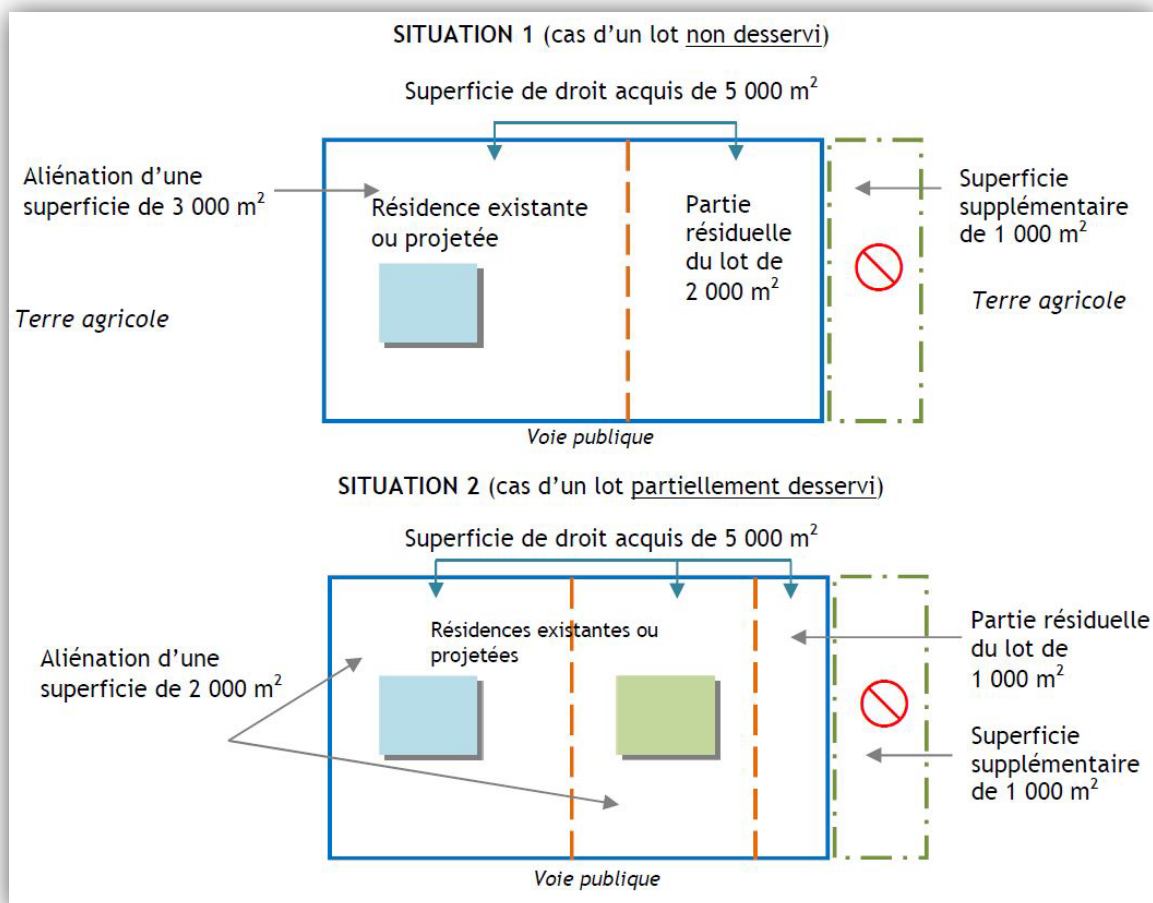 SITUATION 1 (cas d'un lot non desservi)
Superficie de droit acquis de 5 000 m²
Aliénation d'une
superficie de 3 000 m²
Résidence existante
ou projetée
Partie
résiduelle
du lot de
2 000 m²
Superficie
supplémentaire
de 1 000 m²
Terre agricole
Terre agricole
Voie publique
SITUATION 2 (cas d'un lot partiellement desservi)
Superficie de droit acquis de 5 000 m²
Aliénation d'une
superficie de 2 000 m²
Résidences existantes ou
projetées
Partie résiduelle
du lot de
1 000 m²
Superficie
supplémentaire
de 1 000 m²
Voie publique